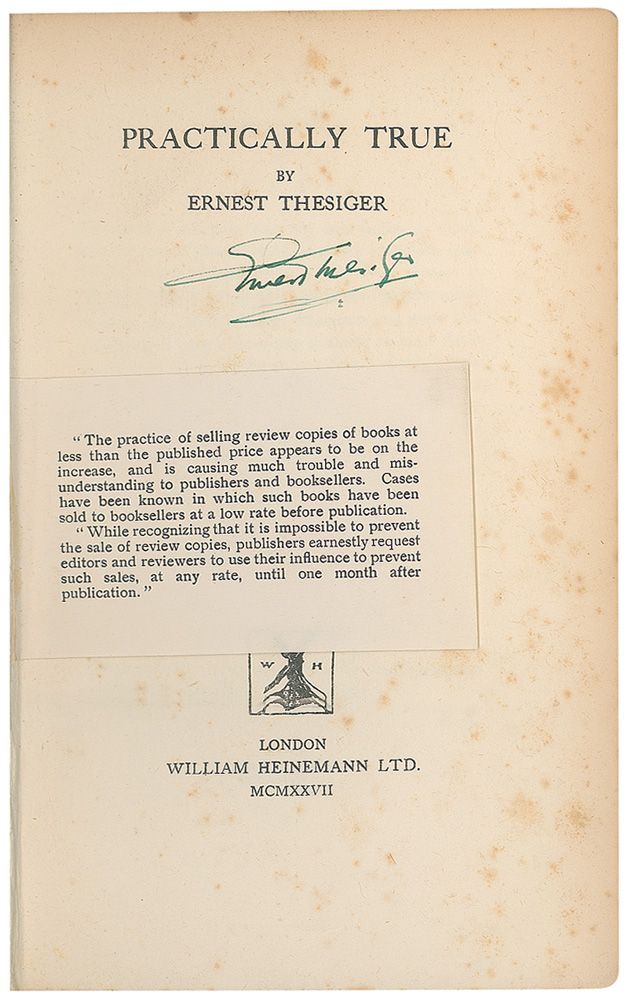 PRACTICALLY TRUE
BY
ERNEST THESIGER
Ernest Thesiger
“ The practice of selling review copies of books at
less than the published price appears to be on the
increase, and is causing much trouble and mis-
understanding to publishers and booksellers. Cases
have been known in which such books have been
sold to booksellers at a low rate before publication.
“ While recognizing that it is impossible to prevent
the sale of review copies, publishers earnestly request
editors and reviewers to use their influence to prevent
such sales, at any rate, until one month after
publication. ”
W H
LONDON
WILLIAM HEINEMANN LTD.
MCMXXVII